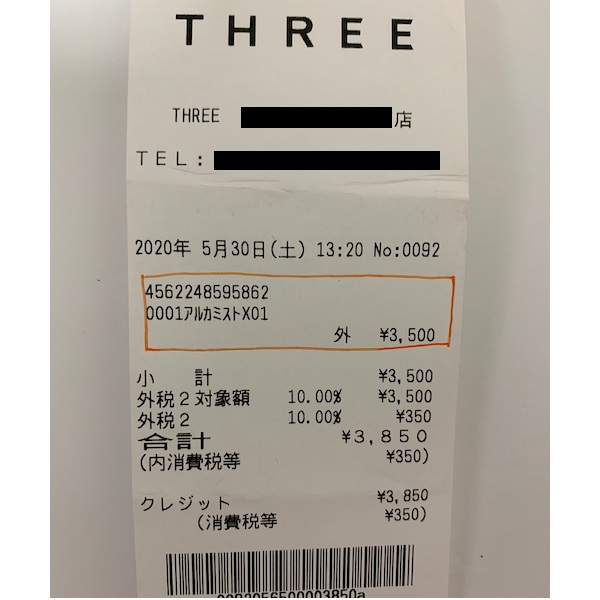 THREE
THREE 店
TEL:
2020年 5月30日(土) 13:20 No:0092
4562248595862
0001アルカミストX01
外 ¥3,500
小 計 ¥3,500
外税2対象額 10.00% ¥3,500
外税2 10.00% ¥350
合計 ¥3,850
(内消費税等 ¥350)
クレジット ¥3,850
(消費税等 ¥350)